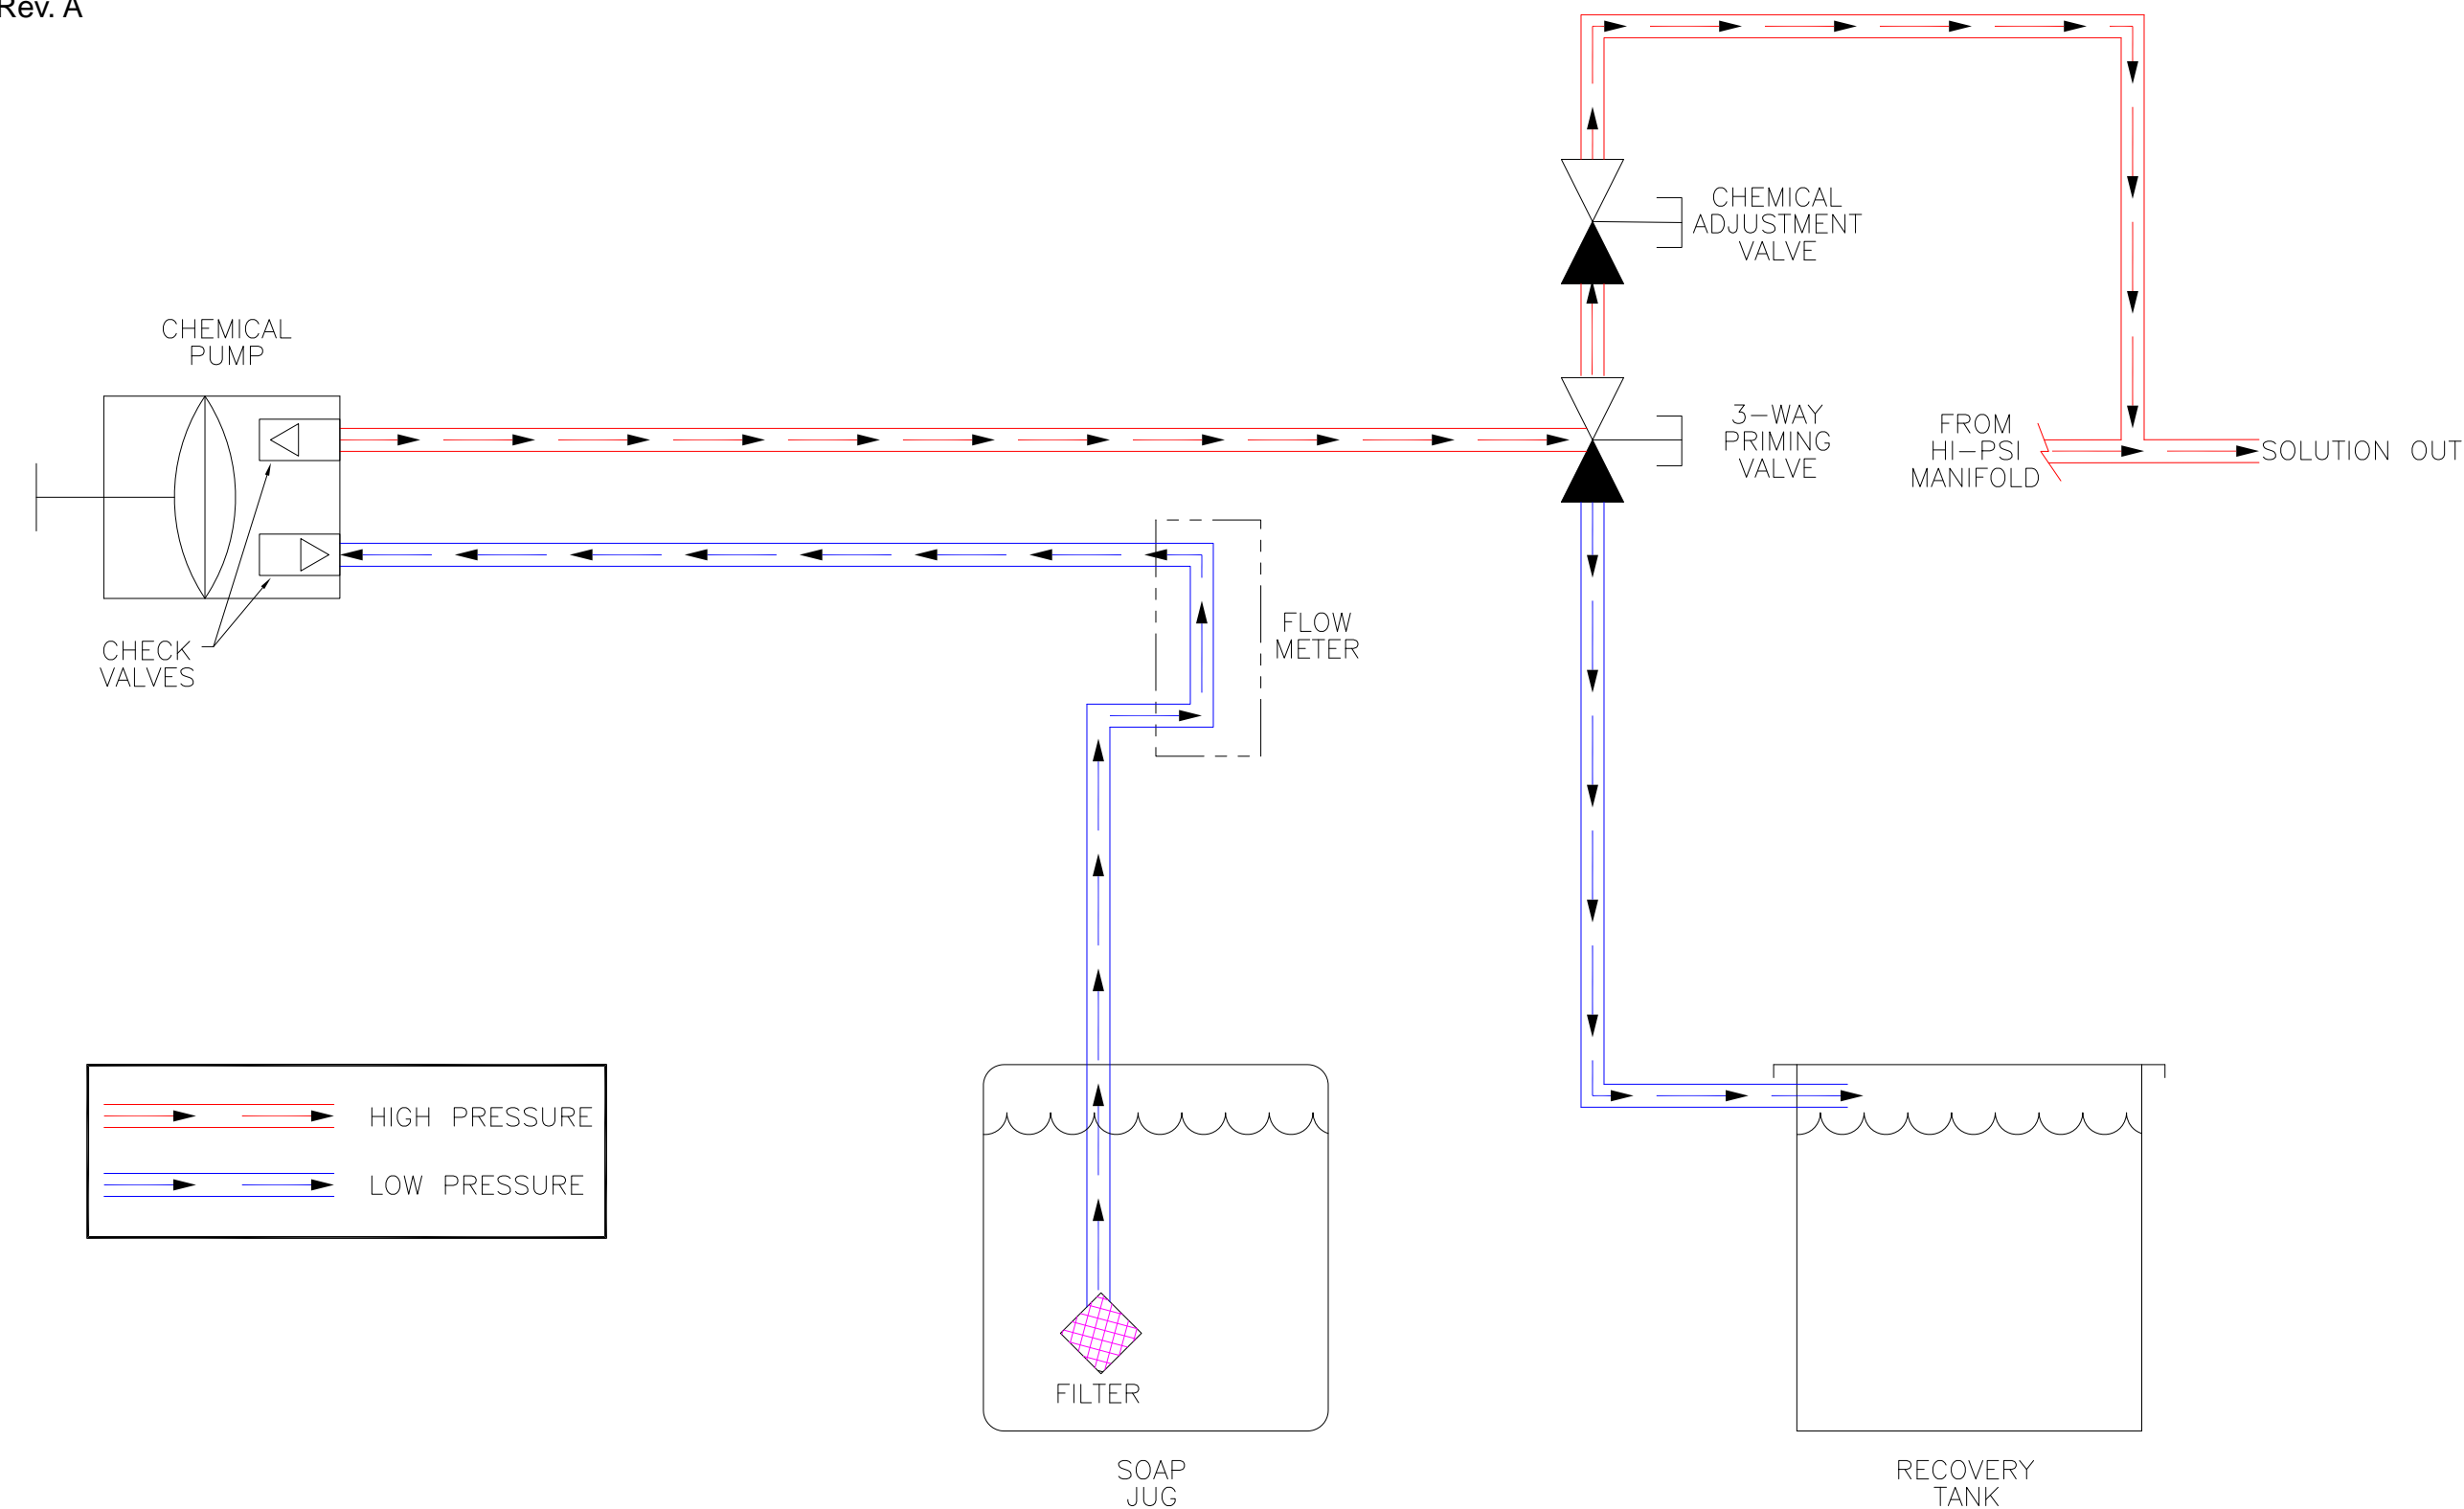 Rev. A
CHEMICAL
ADJUSTMENT
VALVE
CHEMICAL
PUMP
3-WAY
PRIMING
VALVE
FROM
HI-PSI
MANIFOLD
SOLUTION OUT
FLOW
METER
CHECK
VALVES
HIGH PRESSURE
LOW PRESSURE
FILTER
SOAP
JUG
RECOVERY
TANK